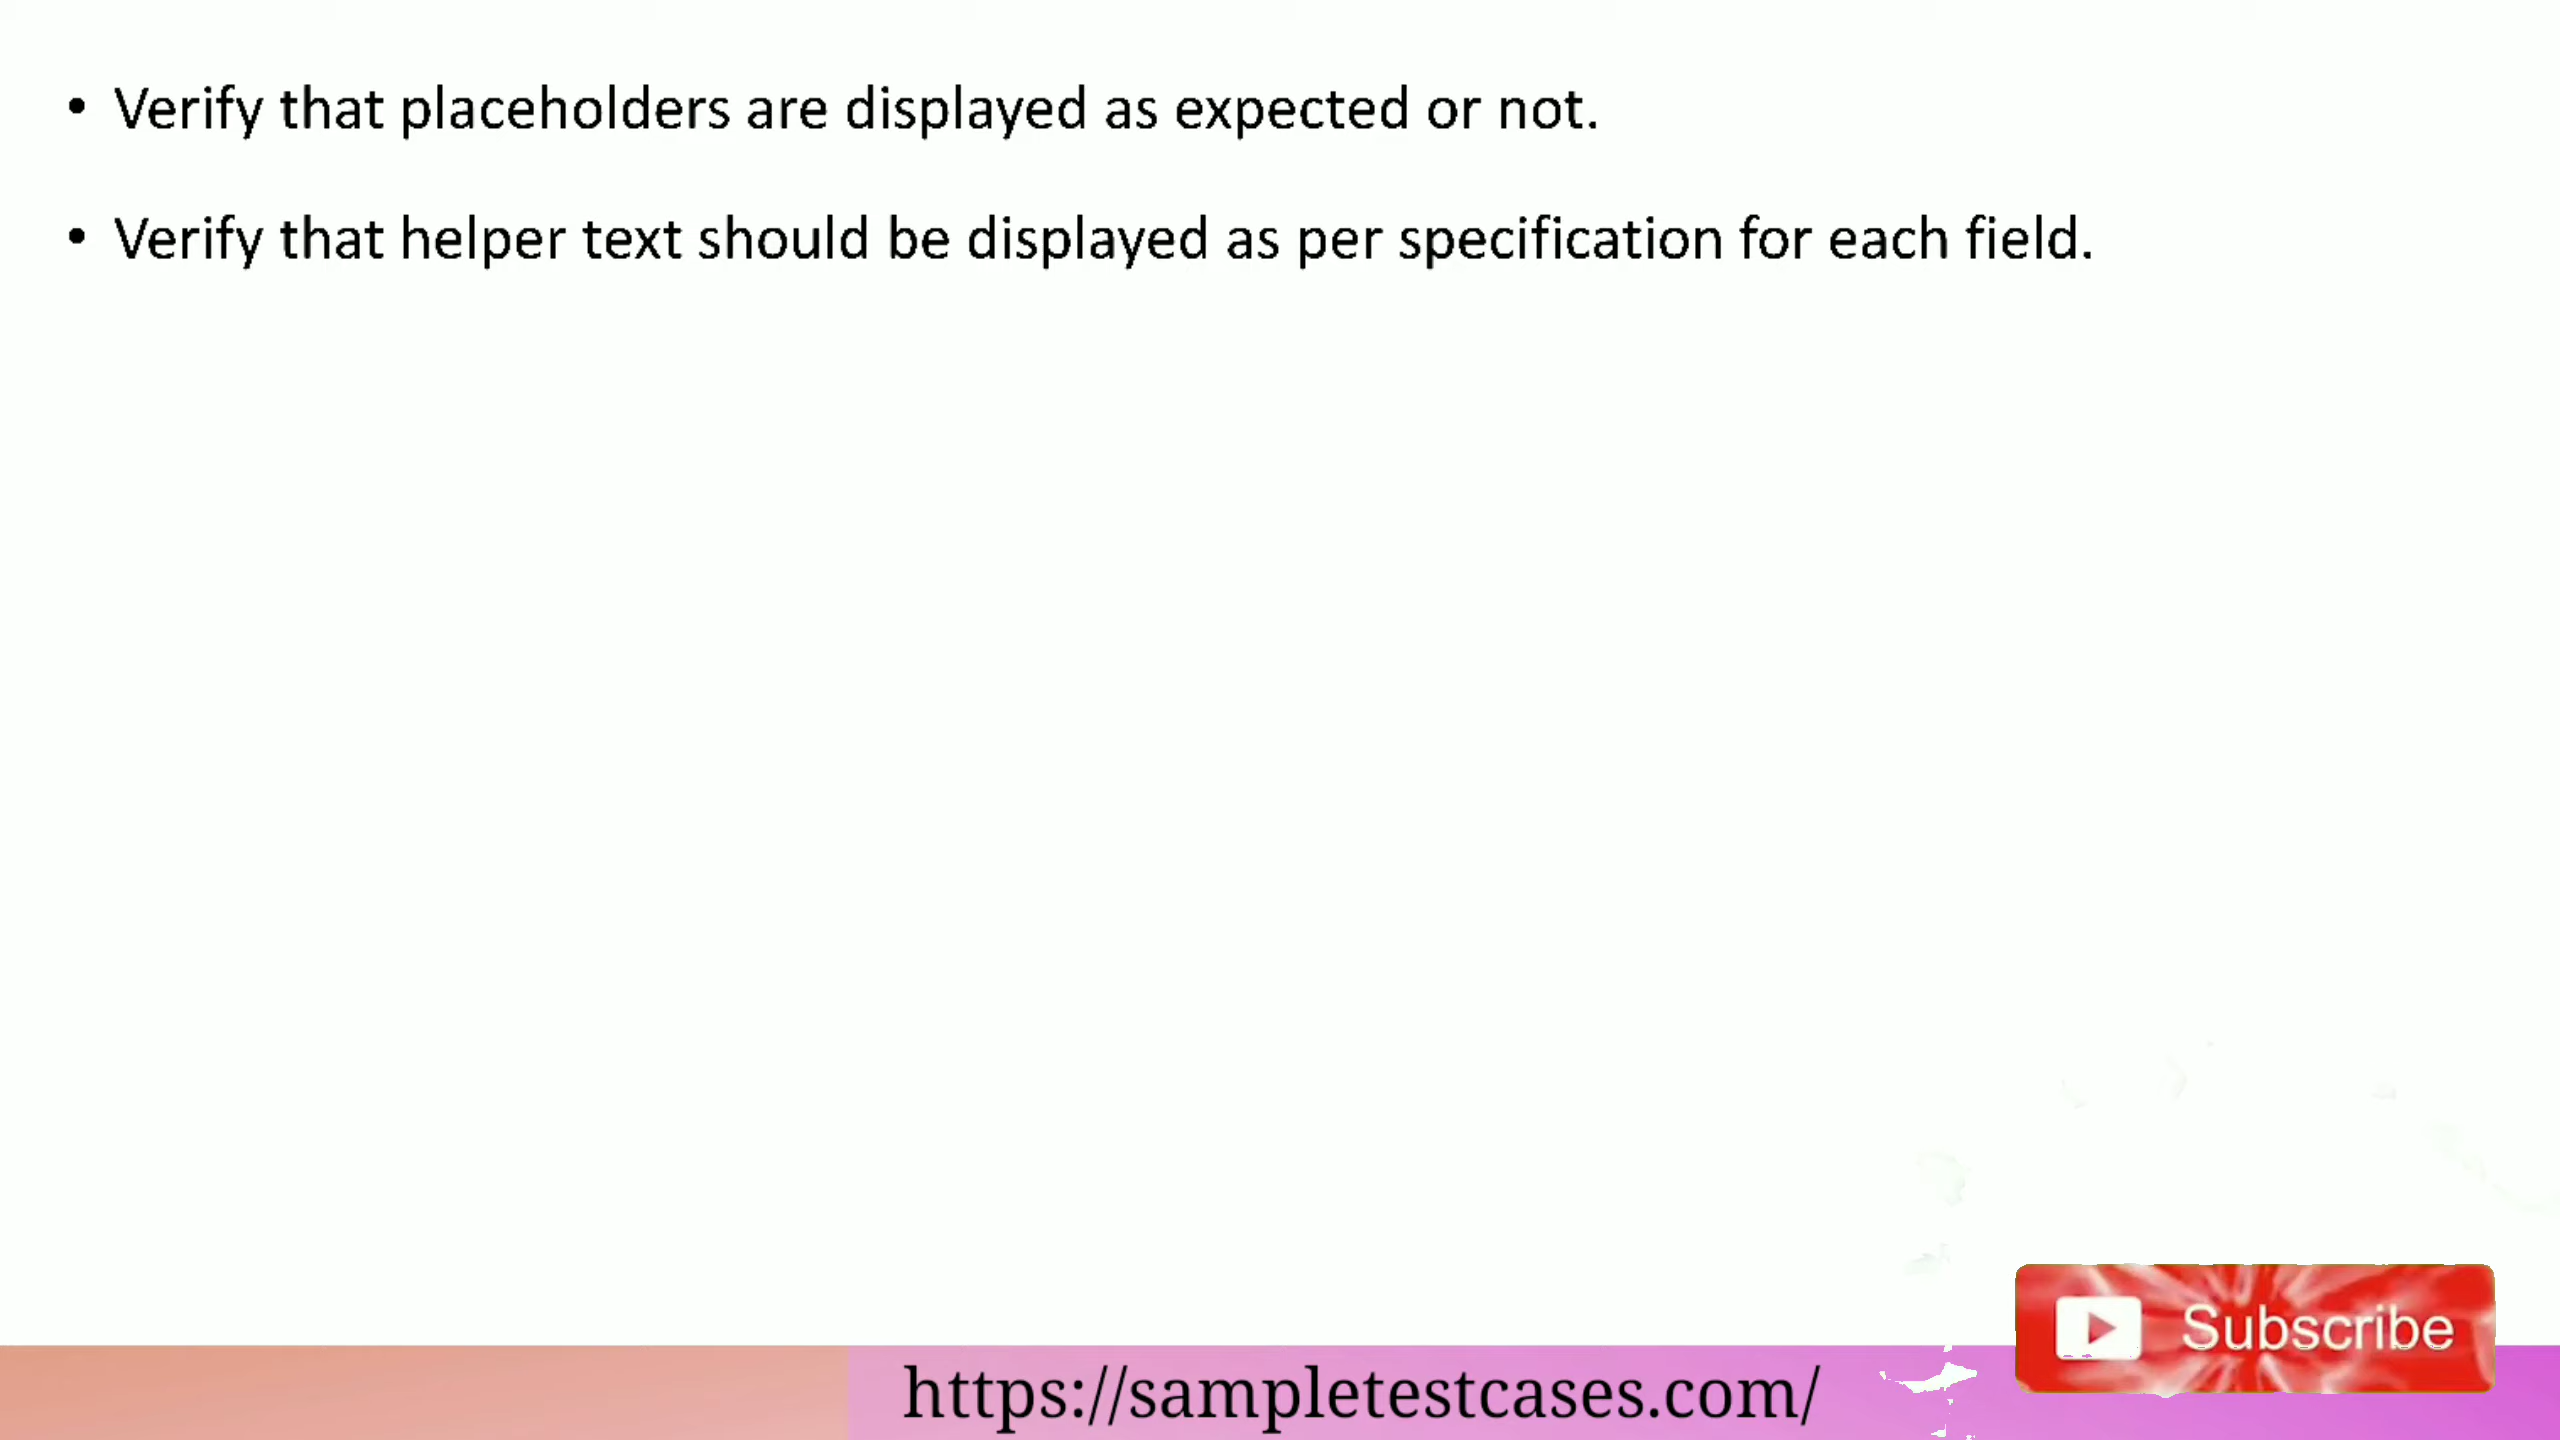 • Verify that placeholders are displayed as expected or not.
• Verify that helper text should be displayed as per specification for each field.
Subscribe
https://sampletestcases.com/